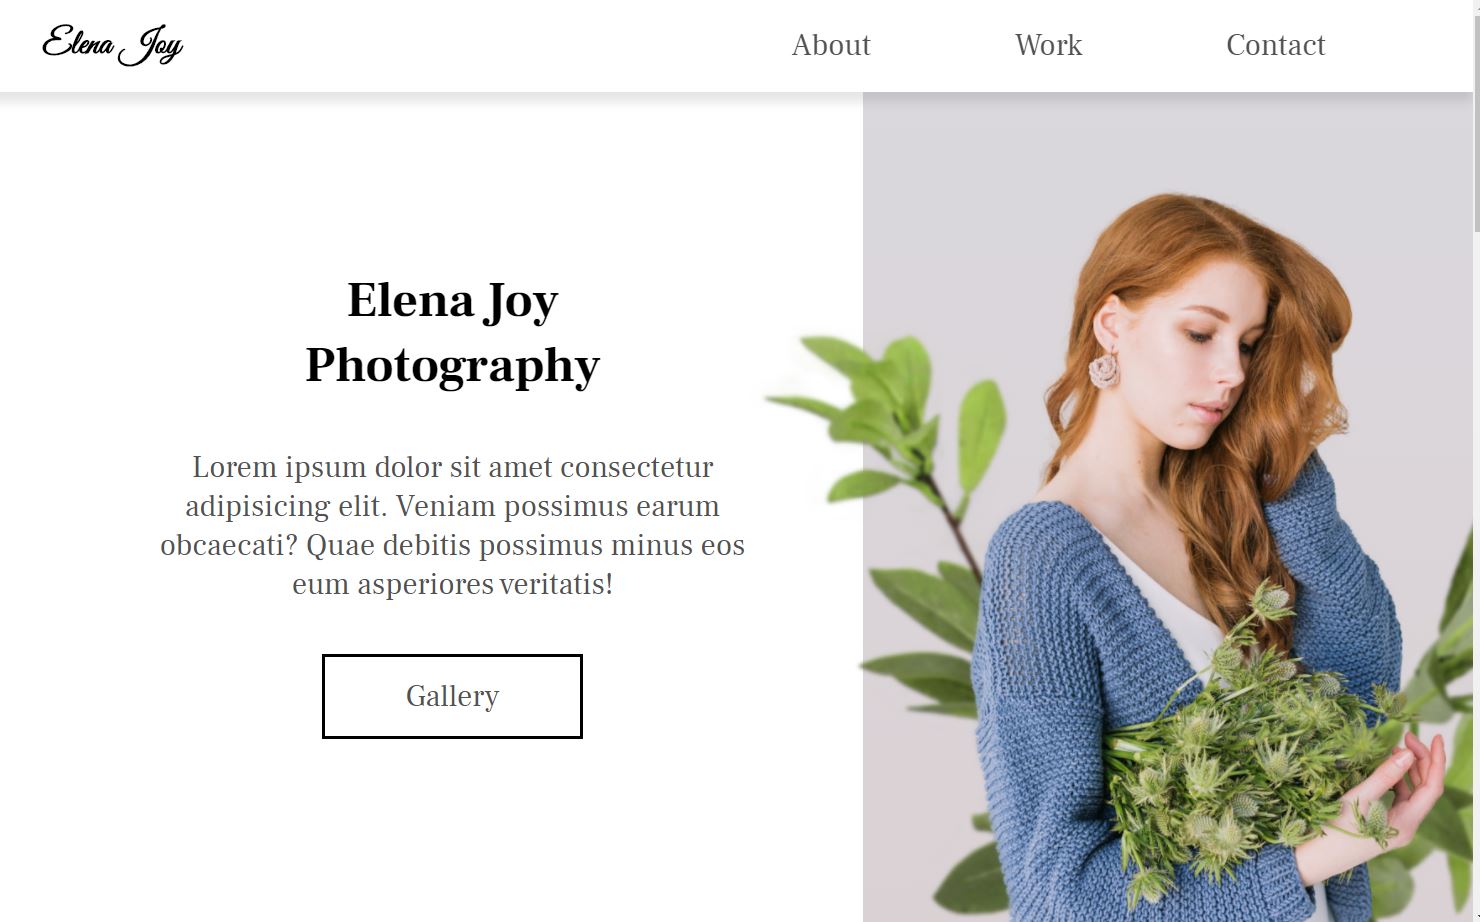 Elena Joy
About Work Contact
Elena Joy
Photography
Lorem ipsum dolor sit amet consectetur
adipisicing elit. Veniam possimus earum
obcaecati? Quae debitis possimus minus eos
eum asperiores veritatis!
Gallery